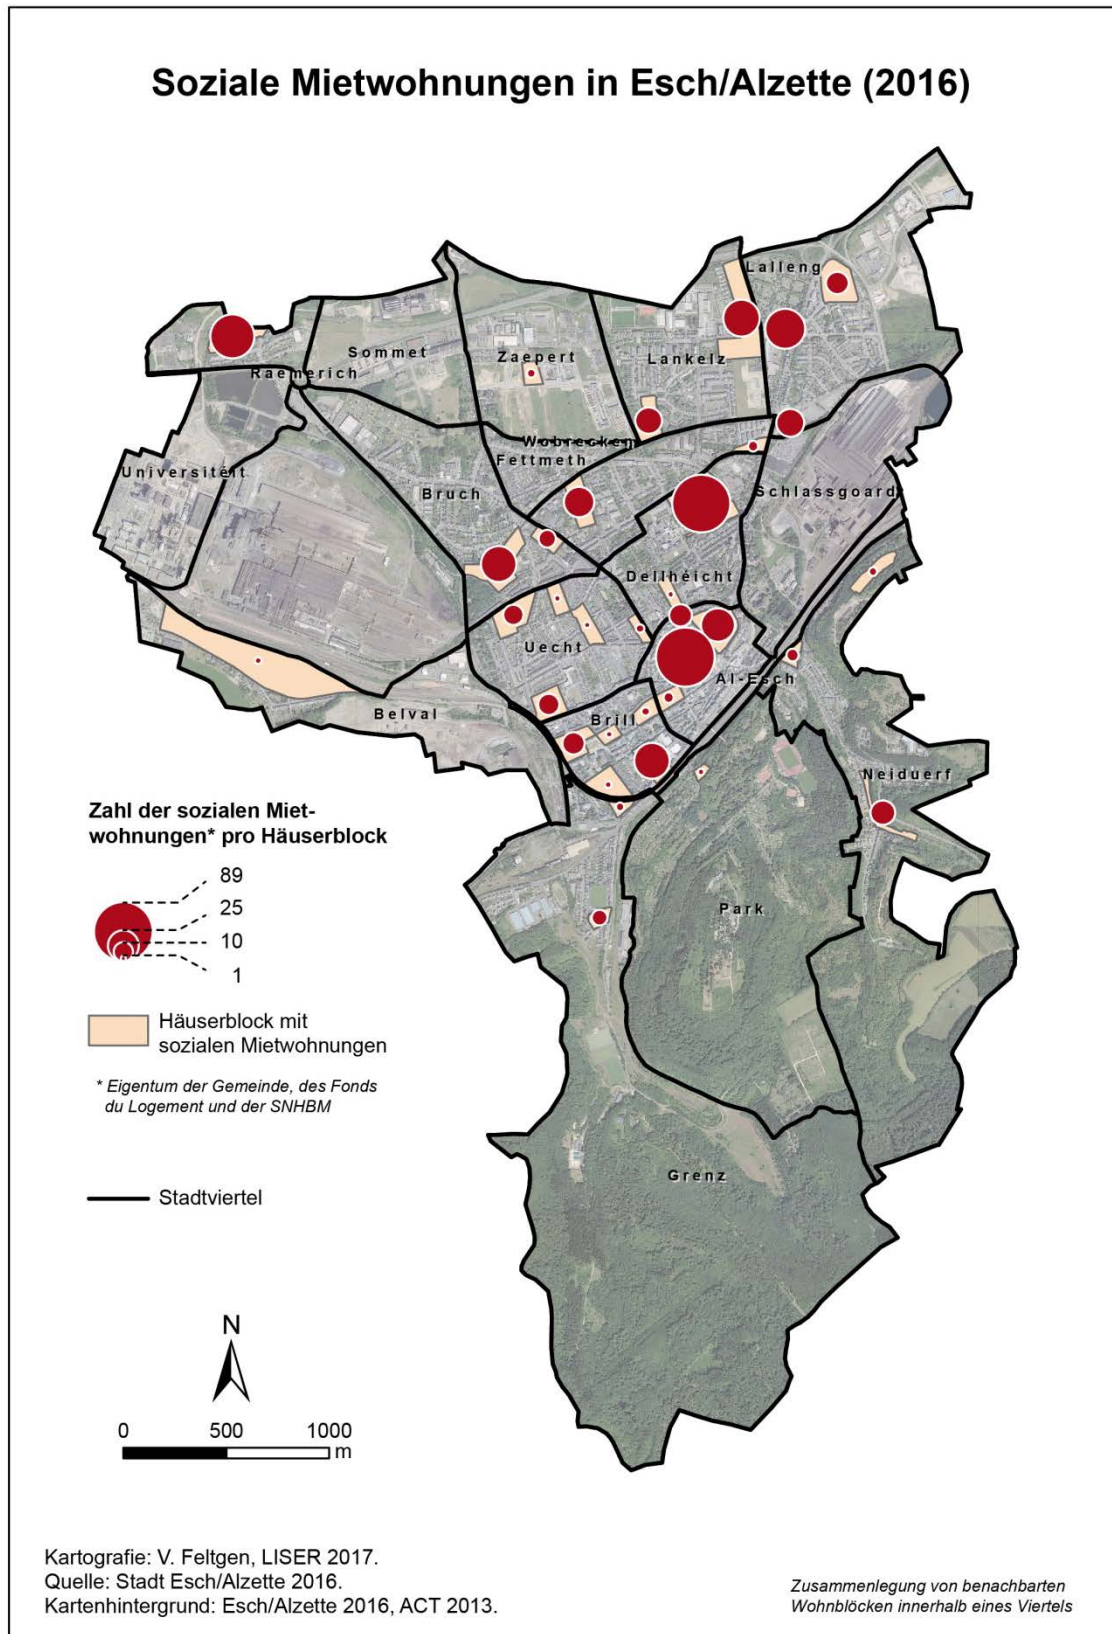 Soziale Mietwohnungen in Esch/Alzette (2016)
Lalleng
Sommet
Zaepert
Lankelz
Raemerich
Wobrecken
Fettmeth
Universitéit
Bruch
Schlassgoard
Dellhéicht
Uecht
Al-Esch
Belval
Brill
Neiduerf
Park
Grenz
Zahl der sozialen Miet-
wohnungen* pro Häuserblock
89
25
10
1
Häuserblock mit
sozialen Mietwohnungen
* Eigentum der Gemeinde, des Fonds
du Logement und der SNHBM
Stadtviertel
N
0 500 1000
m
Kartografie: V. Feltgen, LISER 2017.
Quelle: Stadt Esch/Alzette 2016.
Kartenhintergrund: Esch/Alzette 2016, ACT 2013.
Zusammenlegung von benachbarten
Wohnblöcken innerhalb eines Viertels